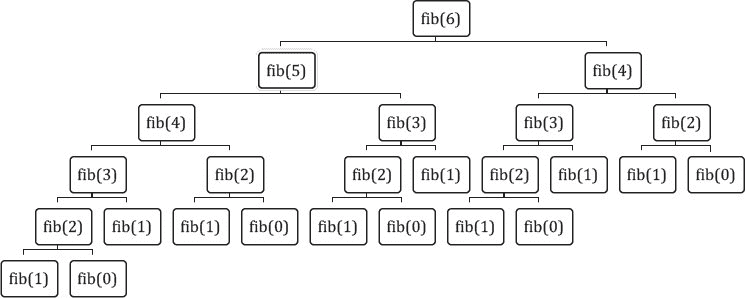 fib(6)
fib(5) fib(4)
fib(4) fib(3) fib(3) fib(2)
fib(3) fib(2) fib(2) fib(1) fib(2) fib(1) fib(1) fib(0)
fib(2) fib(1) fib(1) fib(0) fib(1) fib(0) fib(1) fib(0)
fib(1) fib(0)